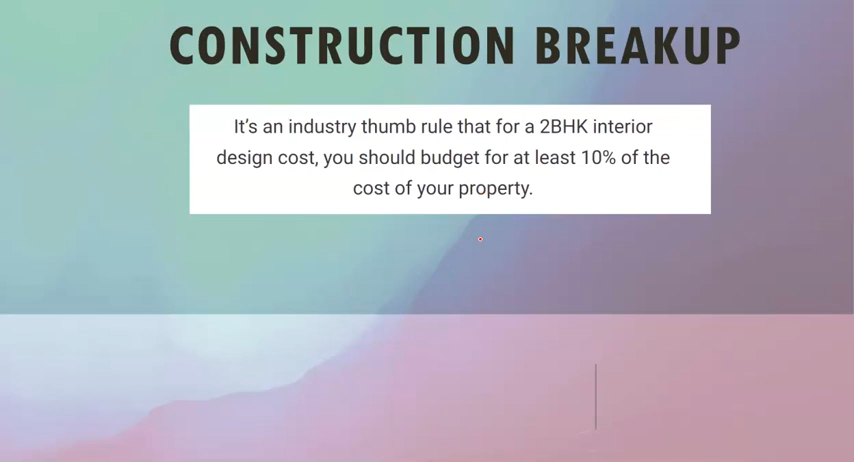 CONSTRUCTION BREAKUP
It’s an industry thumb rule that for a 2BHK interior
design cost, you should budget for at least 10% of the
cost of your property.